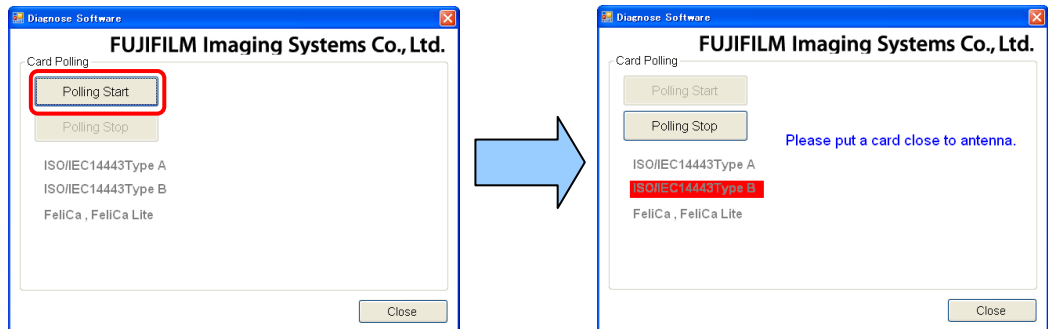 Diagnose Software
FUJIFILM Imaging Systems Co., Ltd.
Card Polling
Polling Start
Polling Stop
ISO/IEC14443Type A
ISO/IEC14443Type B
FeliCa , FeliCa Lite
Close
Diagnose Software
FUJIFILM Imaging Systems Co., Ltd.
Card Polling
Polling Start
Polling Stop
Please put a card close to antenna.
ISO/IEC14443Type A
ISO/IEC14443Type B
FeliCa , FeliCa Lite
Close